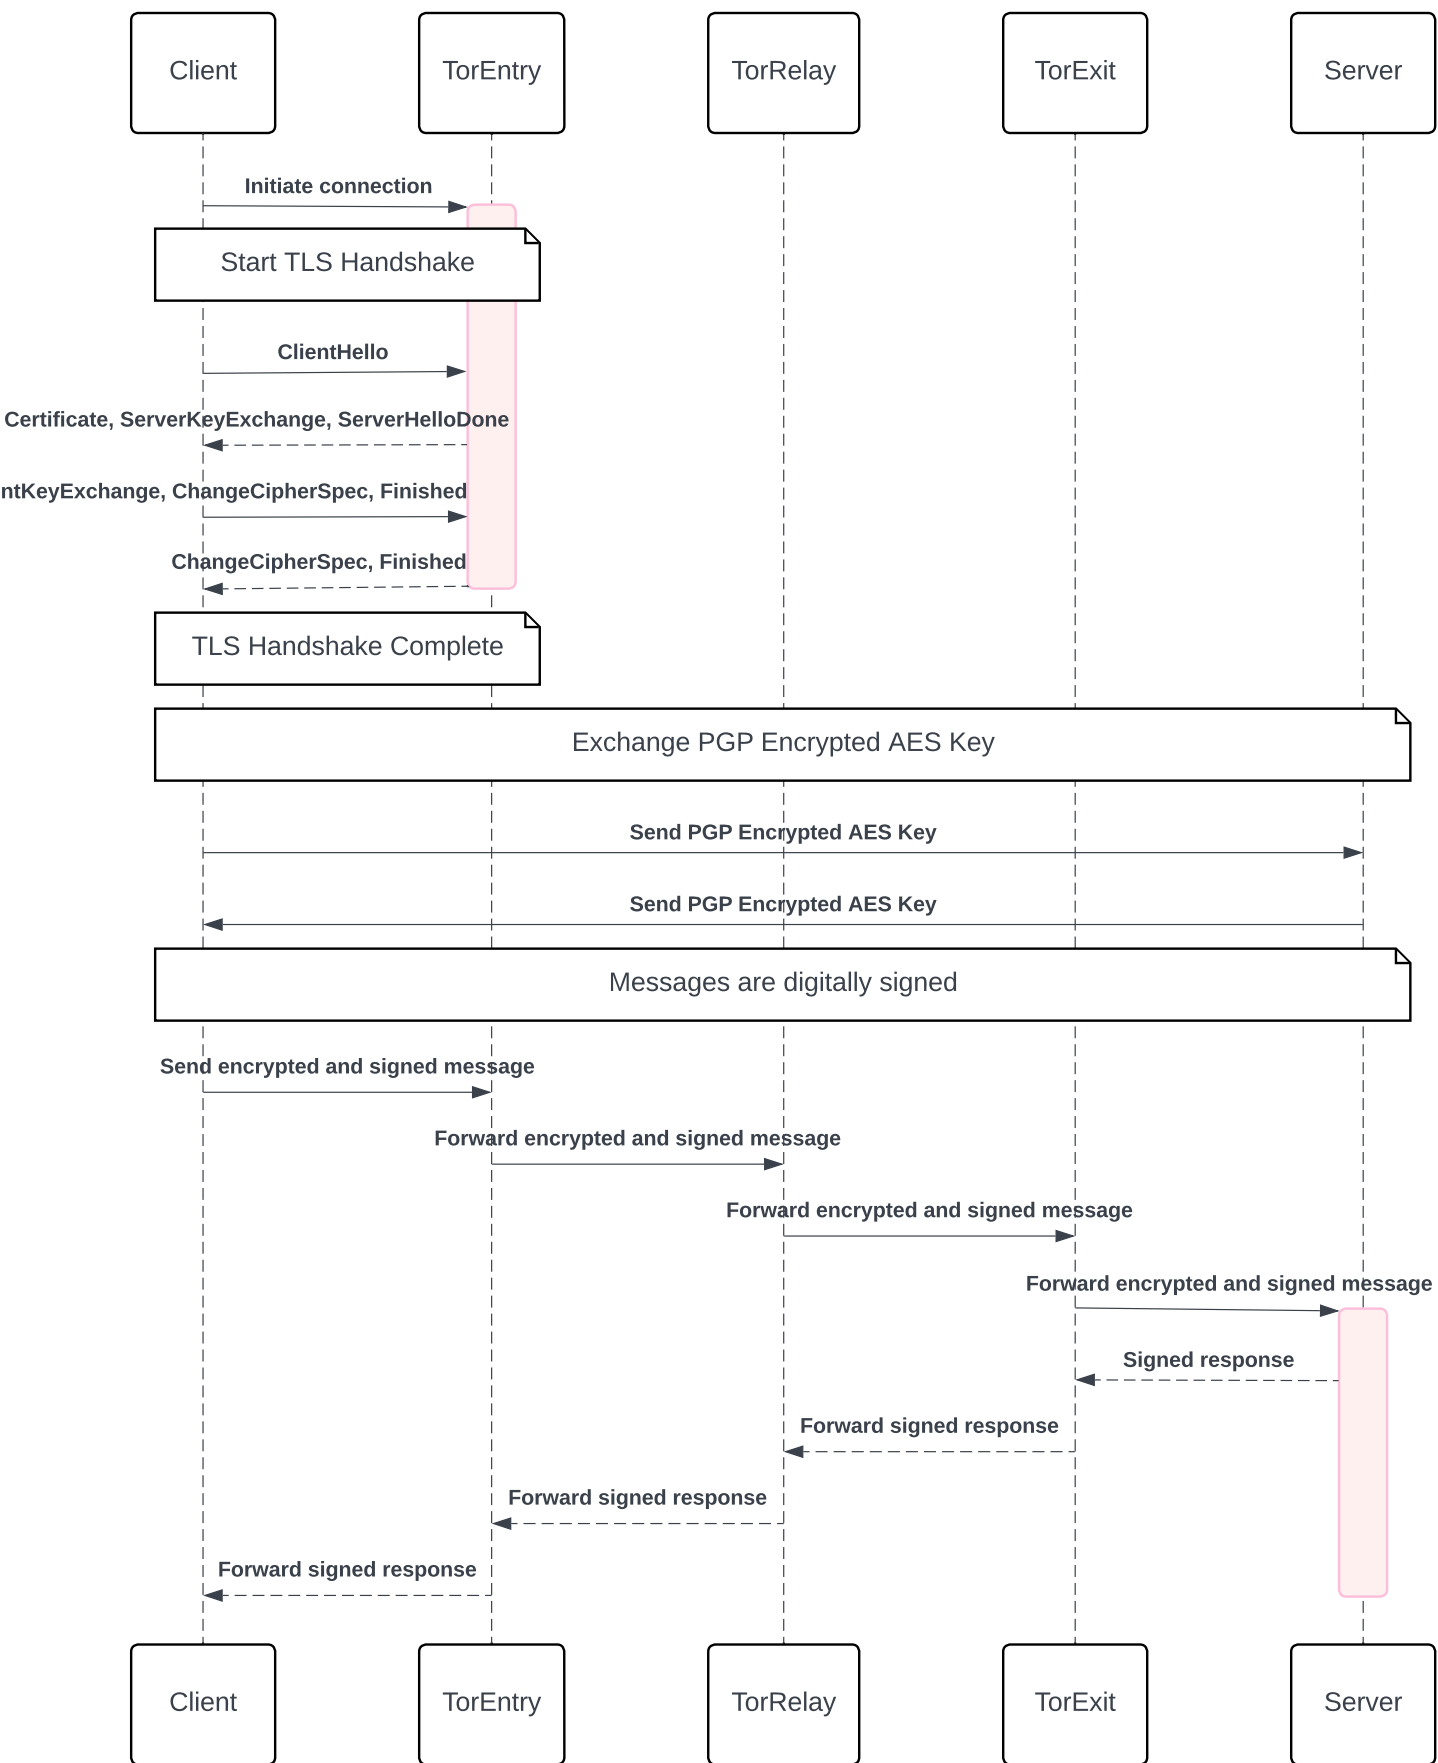 Client
TorEntry
TorRelay
TorExit
Server
Initiate connection
Start TLS Handshake
ClientHello
Certificate, ServerKeyExchange, ServerHelloDone
ntKeyExchange, ChangeCipherSpec, Finished
ChangeCipherSpec, Finished
TLS Handshake Complete
Exchange PGP Encrypted AES Key
Send PGP Encrypted AES Key
Send PGP Encrypted AES Key
Messages are digitally signed
Send encrypted and signed message
Forward encrypted and signed message
Forward encrypted and signed message
Forward encrypted and signed message
Signed response
Forward signed response
Forward signed response
Forward signed response
Client
TorEntry
TorRelay
TorExit
Server